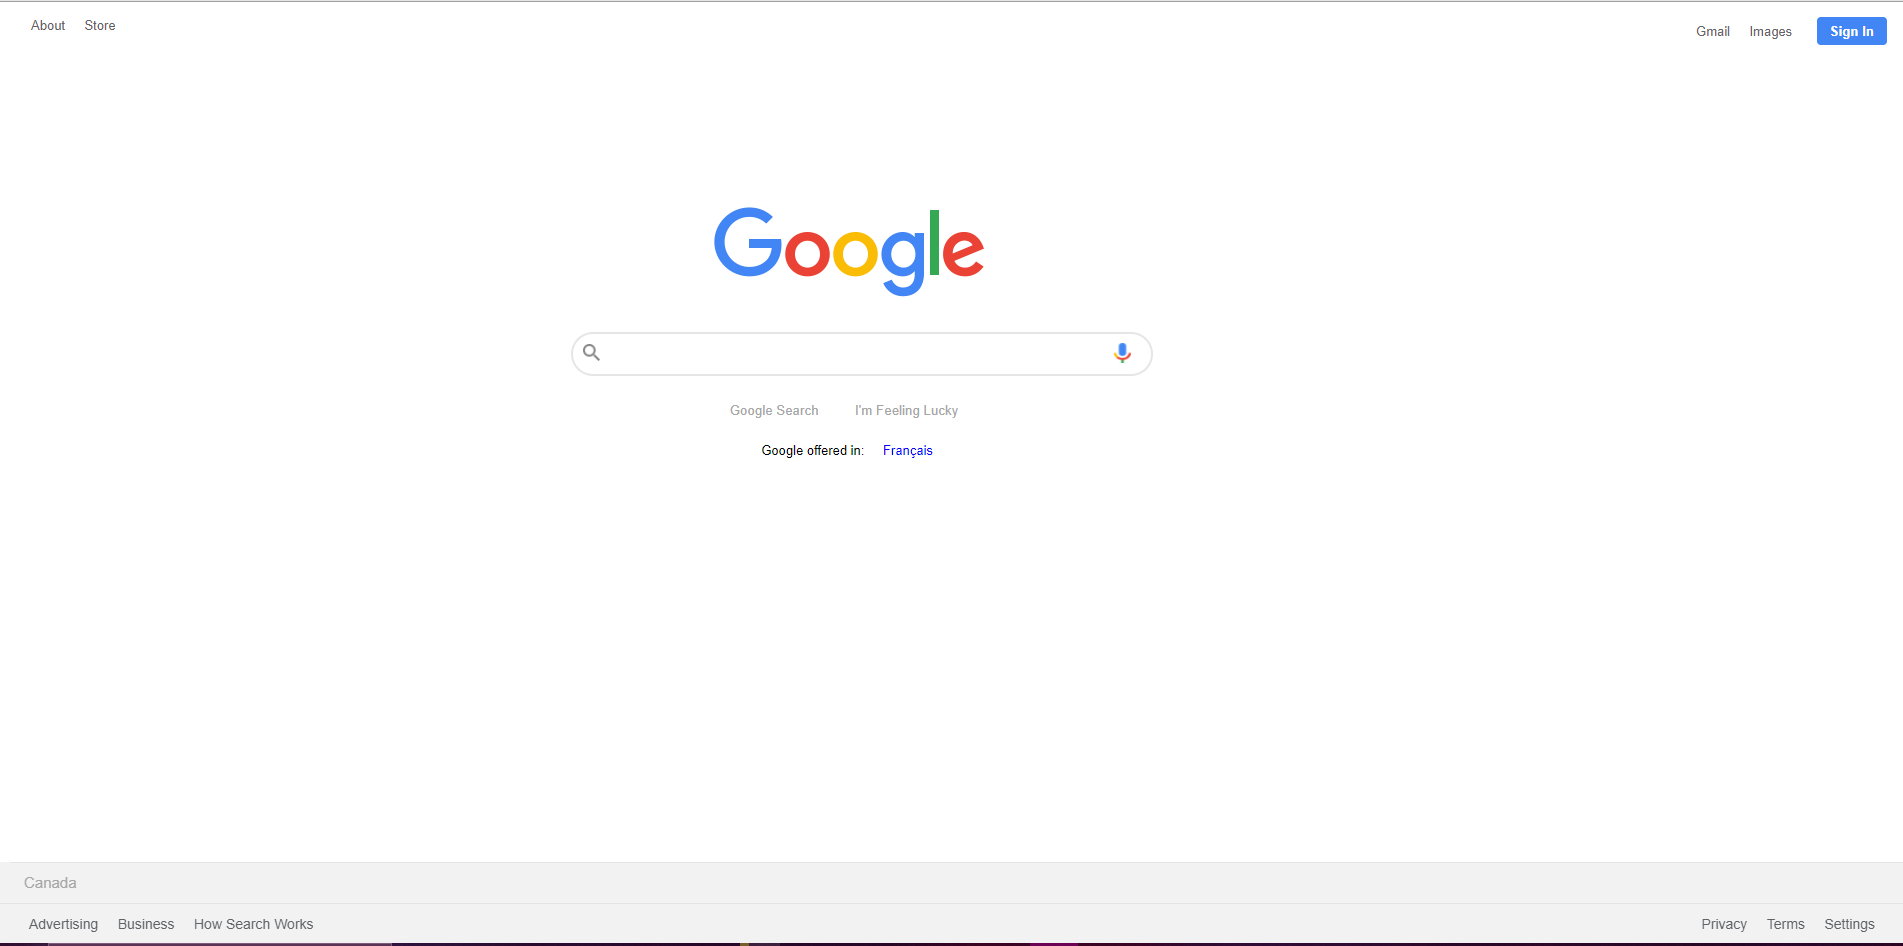 About Store
Gmail Images Sign In
Google
Google Search I'm Feeling Lucky
Google offered in: Français
Canada
Advertising Business How Search Works
Privacy Terms Settings